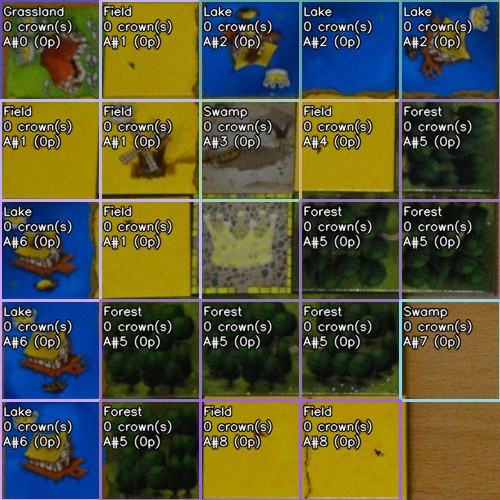 Grassland
0 crown(s)
A#0 (0p)
Field
0 crown(s)
A#1 (0p)
Lake
0 crown(s)
A#2 (0p)
Lake
0 crown(s)
A#2 (0p)
Lake
0 crown(s)
A#2 (0p)
Field
0 crown(s)
A#1 (0p)
Field
0 crown(s)
A#1 (0p)
Swamp
0 crown(s)
A#3 (0p)
Field
0 crown(s)
A#4 (0p)
Forest
0 crown(s)
A#5 (0p)
Lake
0 crown(s)
A#6 (0p)
Field
0 crown(s)
A#1 (0p)
Forest
0 crown(s)
A#5 (0p)
Forest
0 crown(s)
A#5 (0p)
Lake
0 crown(s)
A#6 (0p)
Forest
0 crown(s)
A#5 (0p)
Forest
0 crown(s)
A#5 (0p)
Forest
0 crown(s)
A#5 (0p)
Swamp
0 crown(s)
A#7 (0p)
Lake
0 crown(s)
A#6 (0p)
Forest
0 crown(s)
A#5 (0p)
Field
0 crown(s)
A#8 (0p)
Field
0 crown(s)
A#8 (0p)